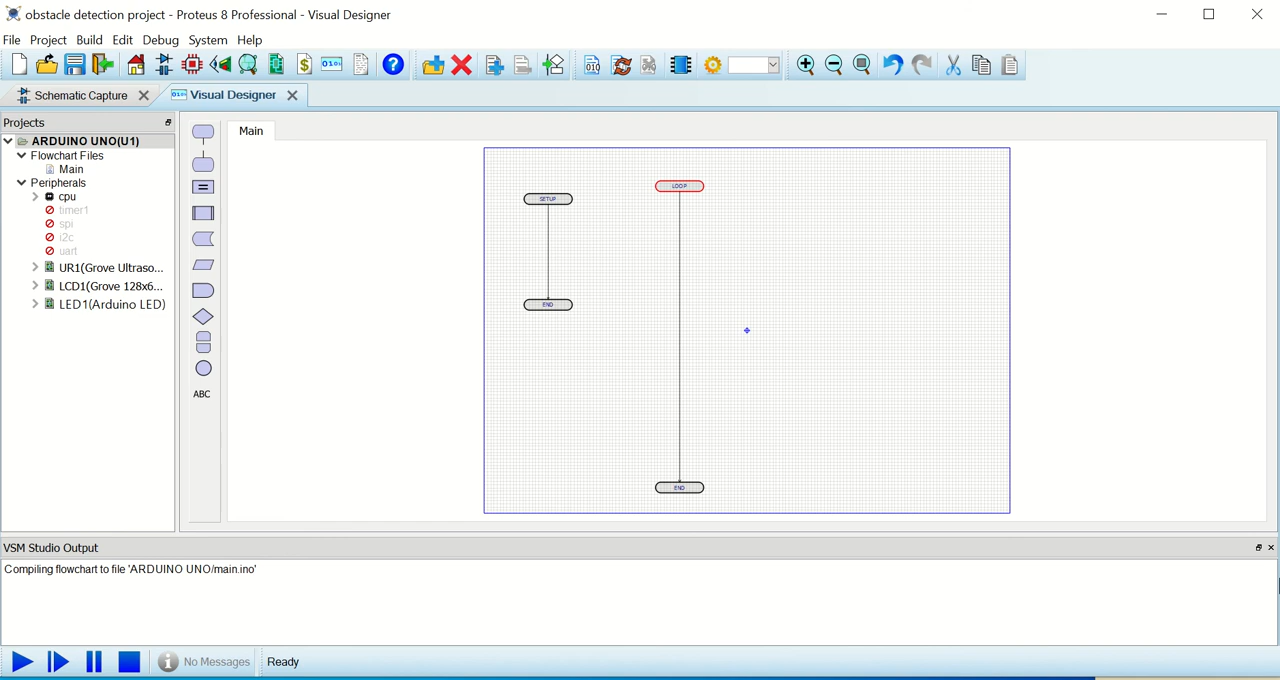 obstacle detection project - Proteus 8 Professional - Visual Designer
File Project Build Edit Debug System Help
Schematic Capture Visual Designer
Projects
Main
ARDUINO UNO(U1)
Flowchart Files
Main
Peripherals
cpu
timer1
spi
i2c
uart
UR1(Grove Ultraso...
LCD1(Grove 128x6...
LED1(Arduino LED)
ABC
LOOP
SETUP
END
END
VSM Studio Output
Compiling flowchart to file 'ARDUINO UNO/main.ino'
No Messages Ready